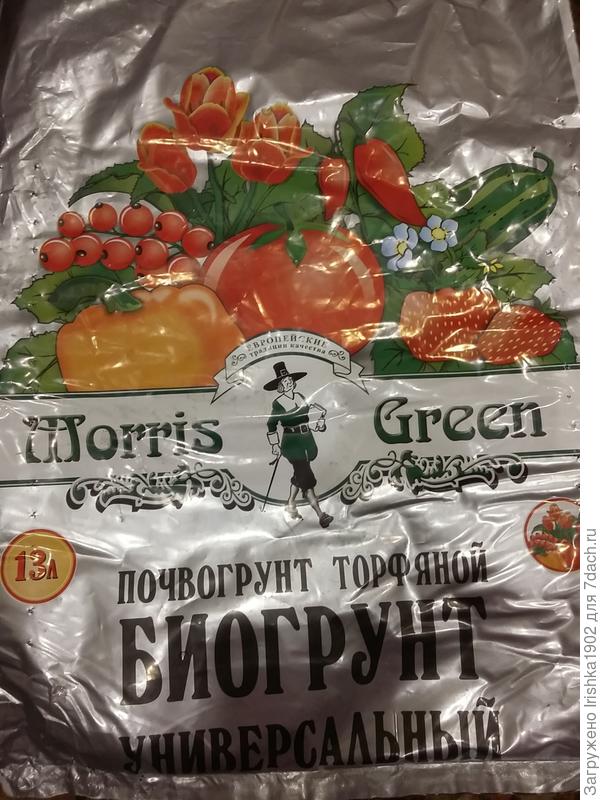 ЕВРОПЕЙСКИЕ
традиции качества
Morris Green
13л
ПОЧВОГРУНТ ТОРФЯНОЙ
БИОГРУНТ
УНИВЕРСАЛЬНЫЙ
Загружено Irishka1902 для 7dach.ru